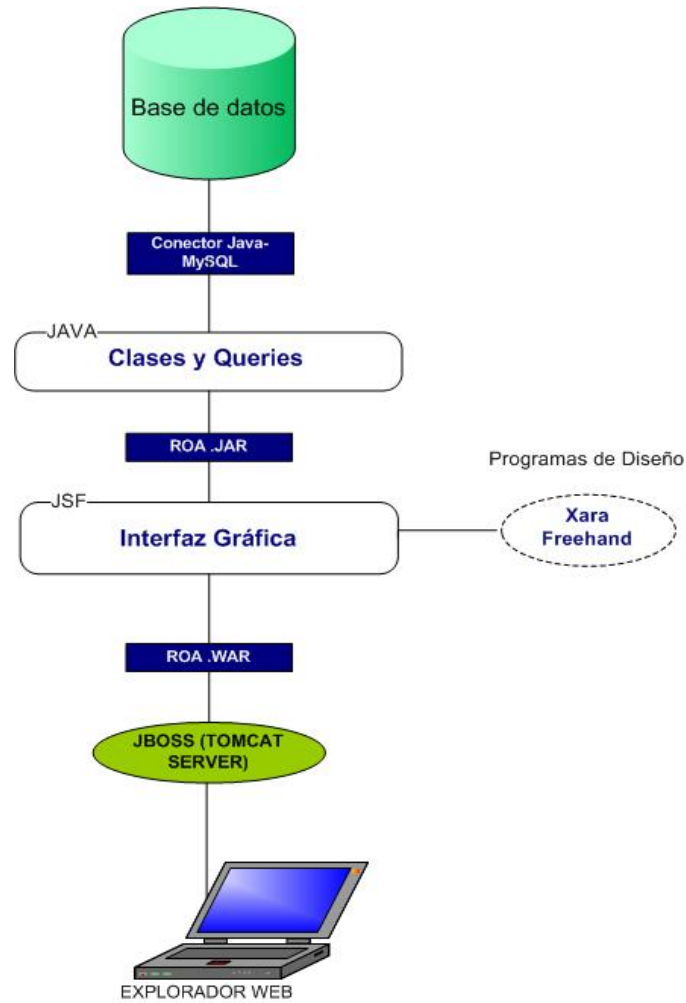 Base de datos
Conector Java-
MySQL
JAVA
Clases y Queries
ROA .JAR
Programas de Diseño
JSF
Xara
Freehand
Interfaz Gráfica
ROA .WAR
JBOSS (TOMCAT
SERVER)
EXPLORADOR WEB